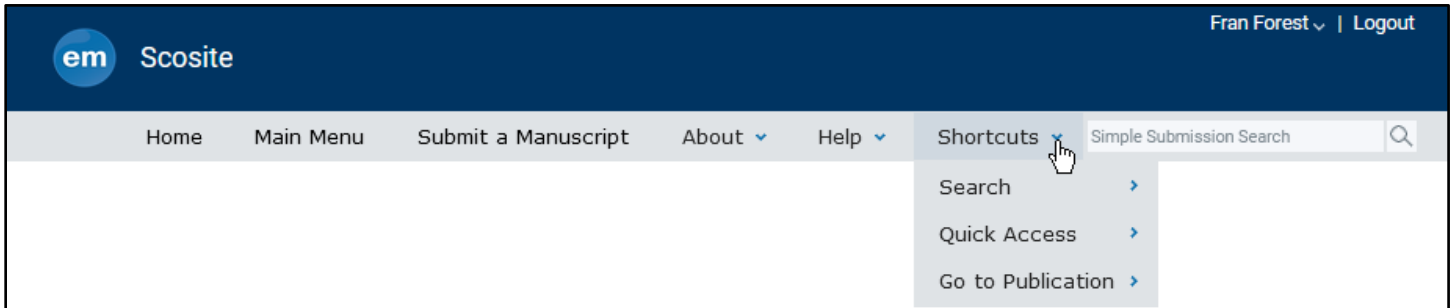 Fran Forest | Logout
em Scosite
Home Main Menu Submit a Manuscript About Help Shortcuts Simple Submission Search
Search
Quick Access
Go to Publication